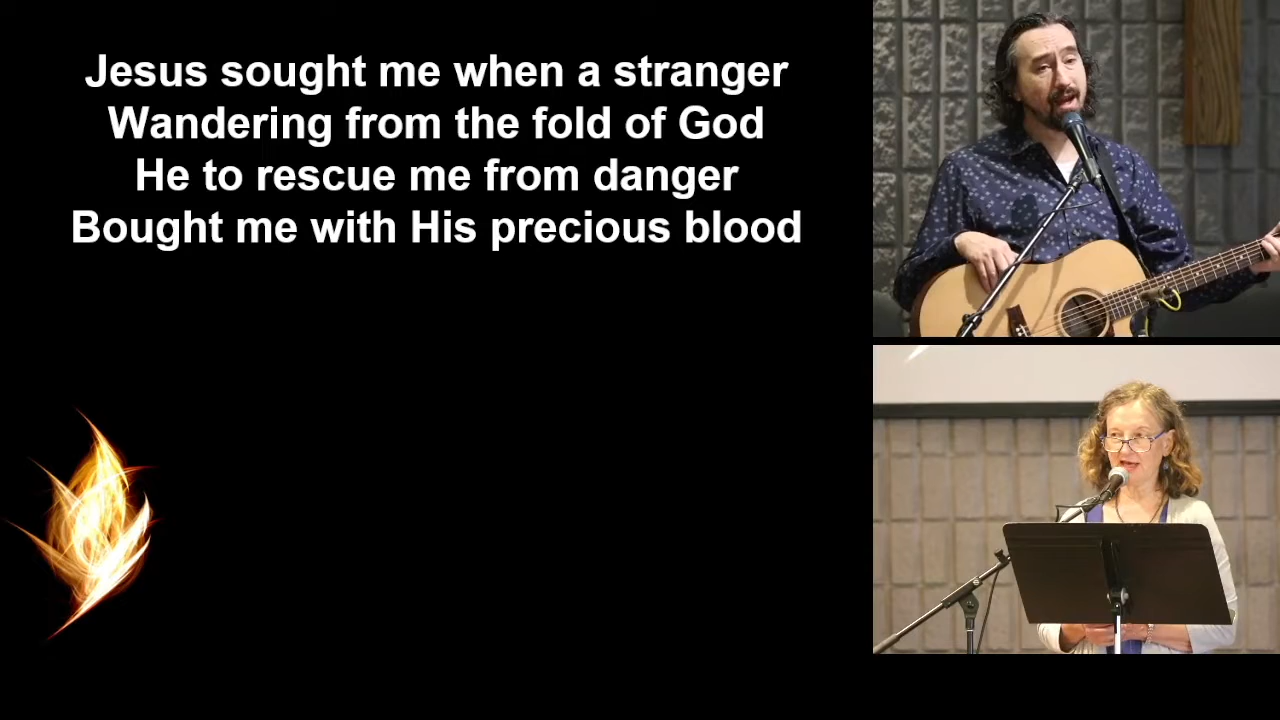 Jesus sought me when a stranger
Wandering from the fold of God
He to rescue me from danger
Bought me with His precious blood